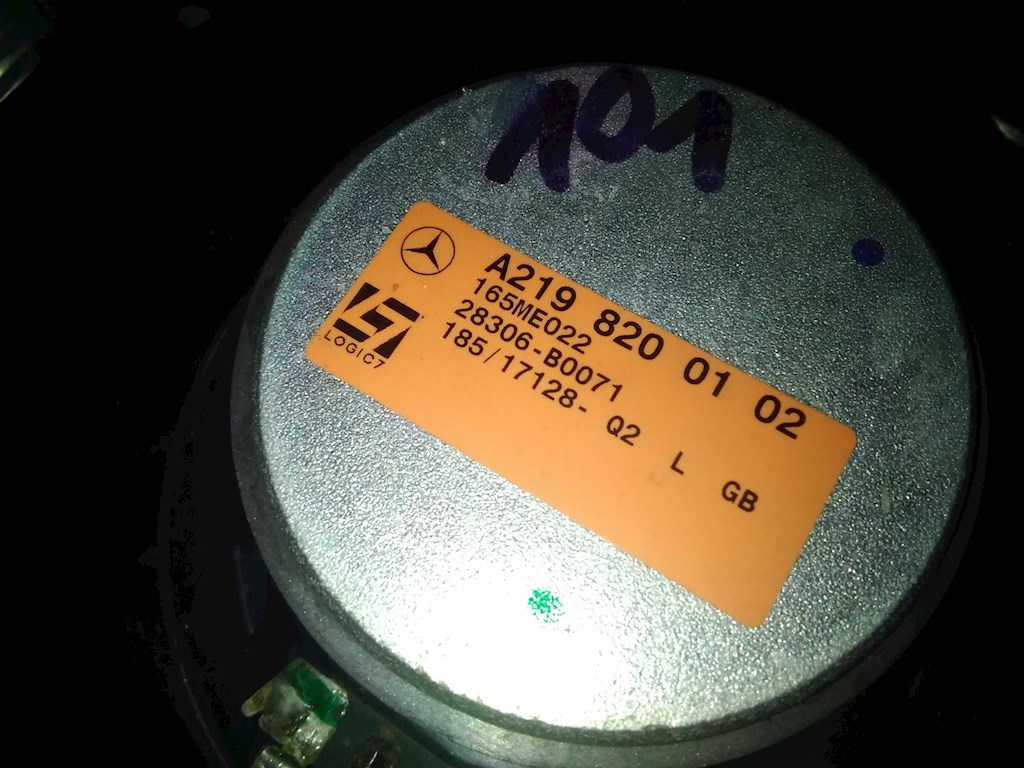 101
A219 820 01 02
165ME022
28306-B0071
185/17128- Q2 L GB
LOGIC7